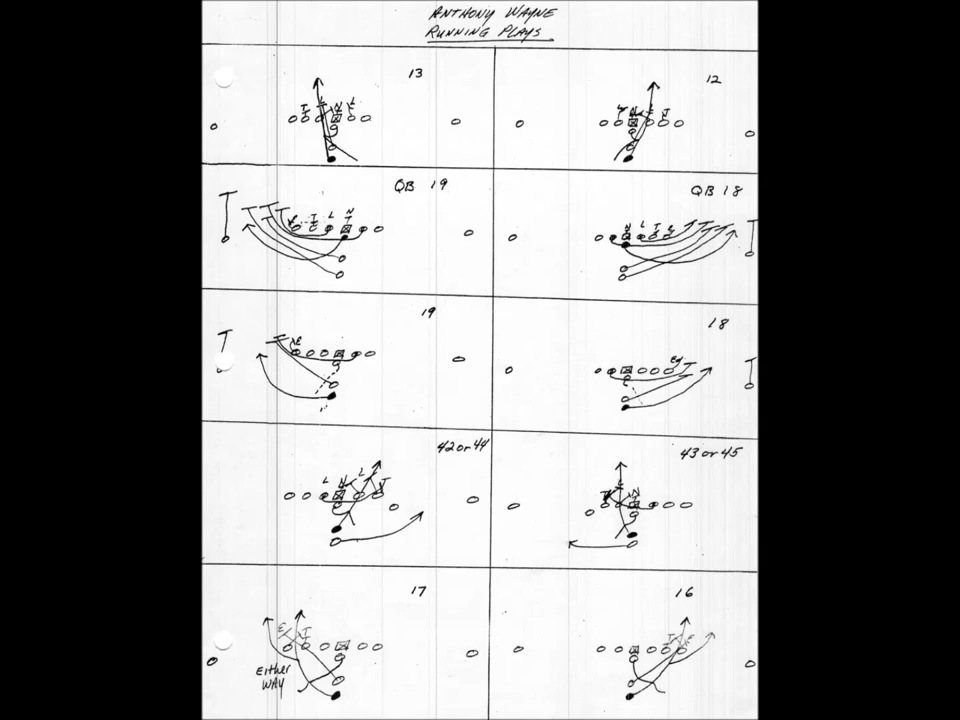 ANTHONY WAYNE
RUNNING PLAYS
13
12
T L N L
T N L T
QB 19
QB 18
E T L N T
N L T E
19
18
E
42 or 44
43 or 45
L N L T
T N
17
16
E T
T E
Either
WAY